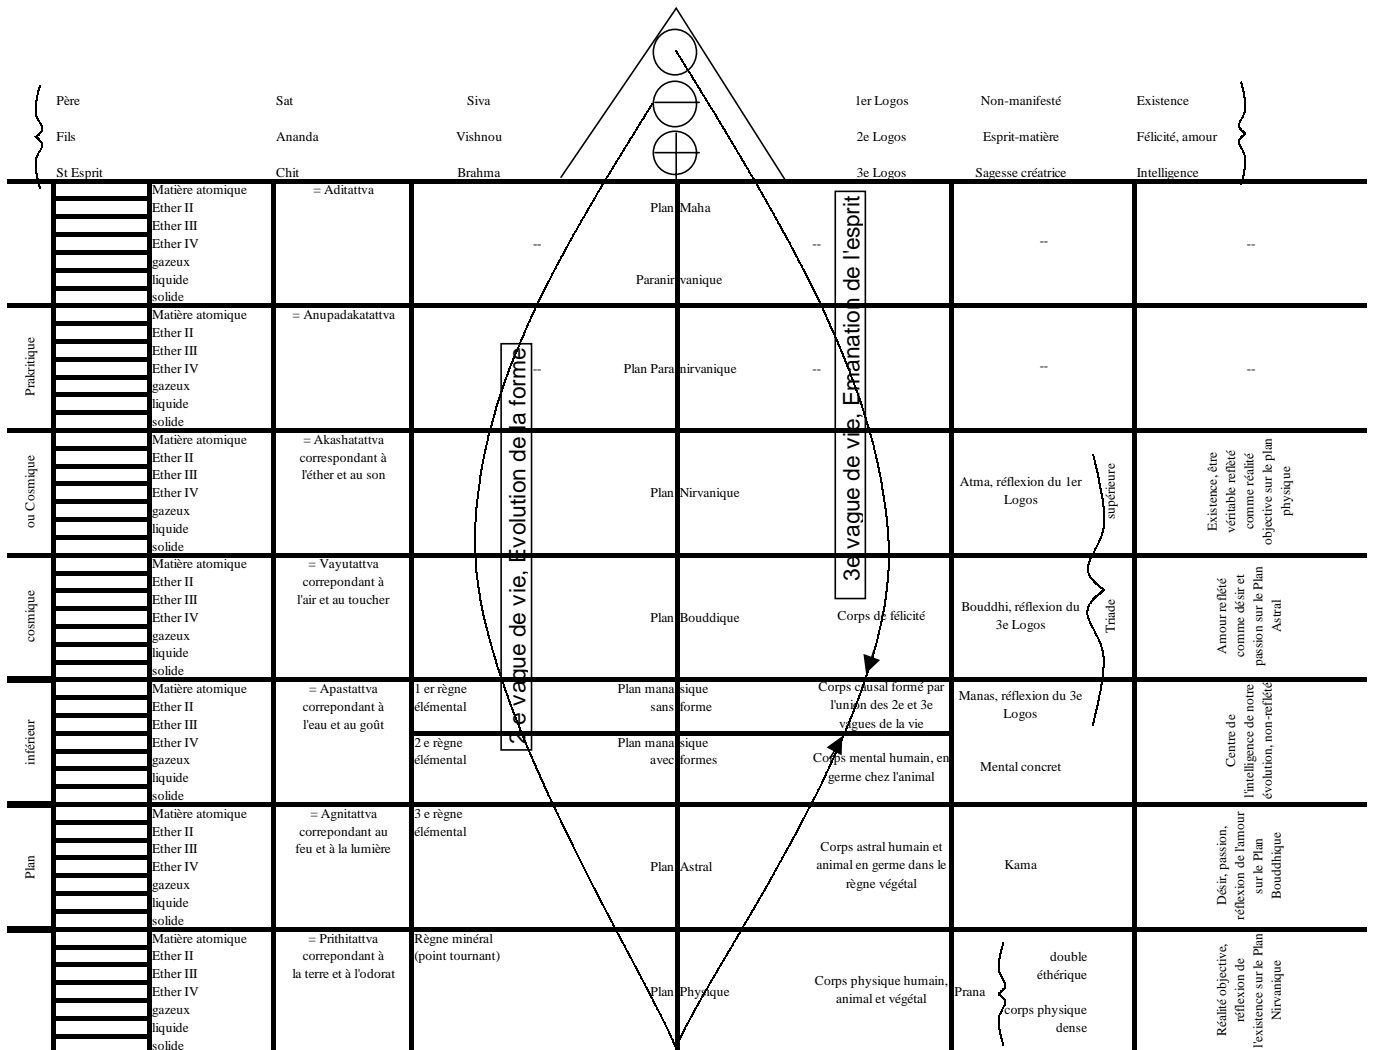 Père Sat Siva 1er Logos Non-manifesté Existence
Fils Ananda Vishnou 2e Logos Esprit-matière Félicité, amour
St Esprit Chit Brahma 3e Logos Sagesse créatrice Intelligence
Matière atomique = Aditattva
Ether II Plan Maha
Ether III
Ether IV -- -- -- --
gazeux
liquide Paranirvanique
solide
Prakritique
Matière atomique = Anupadakatattva
Ether II
Ether III
Ether IV -- Plan Paranirvanique -- -- --
gazeux
liquide
solide
2e vague de vie, Evolution de la forme
3e vague de vie, Emanation de l'esprit
ou Cosmique
Matière atomique
Ether II
Ether III
Ether IV
gazeux
liquide
solide
= Akashatattva
correspondant à
l'éther et au son
Plan Nirvanique
Atma, réflexion du 1er
Logos
supérieure
Existence, être
véritable reflèté
comme réalité
objective sur le plan
physique
cosmique
Matière atomique
Ether II
Ether III
Ether IV
gazeux
liquide
solide
= Vayutattva
correpondant à
l'air et au toucher
Plan Bouddique
Corps de félicité
Bouddhi, réflexion du
3e Logos
Triade
Amour reflété
comme désir et
passion sur le Plan
Astral
inférieur
Matière atomique
Ether II
Ether III
Ether IV
gazeux
liquide
solide
= Apastattva
correpondant à
l'eau et au goût
1 er règne
élémental
Plan manasique
sans forme
Corps causal formé par
l'union des 2e et 3e
vagues de la vie
Manas, réflexion du 3e
Logos
2 e règne
élémental
Plan manasique
avec formes
Corps mental humain, en
germe chez l'animal
Mental concret
Centre de
l'intelligence de notre
évolution, non-reflété
Plan
Matière atomique
Ether II
Ether III
Ether IV
gazeux
liquide
solide
= Agnitattva
correpondant au
feu et à la lumière
3 e règne
élémental
Plan Astral
Corps astral humain et
animal en germe dans le
règne végétal
Kama
Désir, passion,
réflexion de l'amour
sur le Plan
Bouddhique
Matière atomique
Ether II
Ether III
Ether IV
gazeux
liquide
solide
= Prithitattva
correpondant à
la terre et à l'odorat
Règne minéral
(point tournant)
Plan Physique
Corps physique humain,
animal et végétal
Prana
double
éthérique
corps physique
dense
Réalité objective,
réflexion de
l'existence sur le Plan
Nirvanique